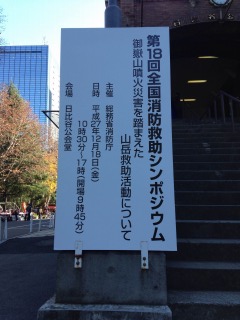 第18回全国消防救助シンポジウム
御嶽山噴火災害を踏まえた
山岳救助活動について
主催 総務省消防庁
日時 平成27年12月18日(金)
10時30分~17時(開場9時45分)
会場 日比谷公会堂